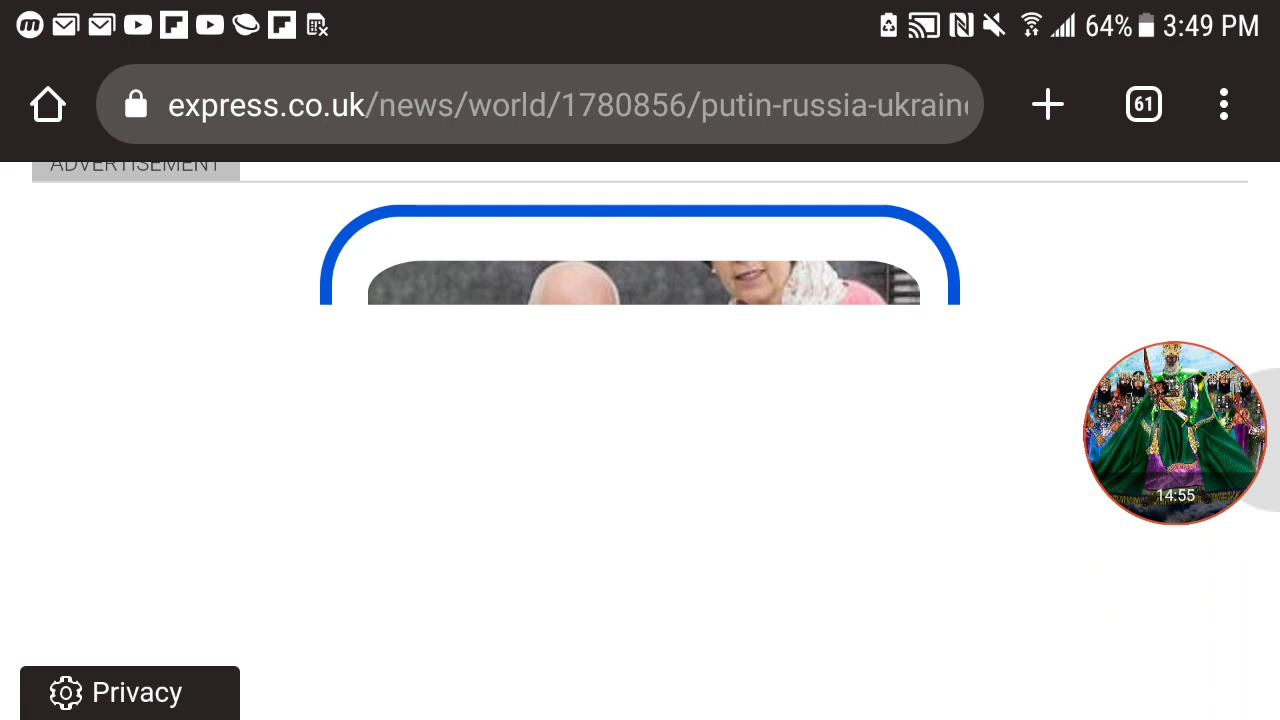 64% 3:49 PM
express.co.uk/news/world/1780856/putin-russia-ukrain
61
ADVERTISEMENT
14:55
Privacy